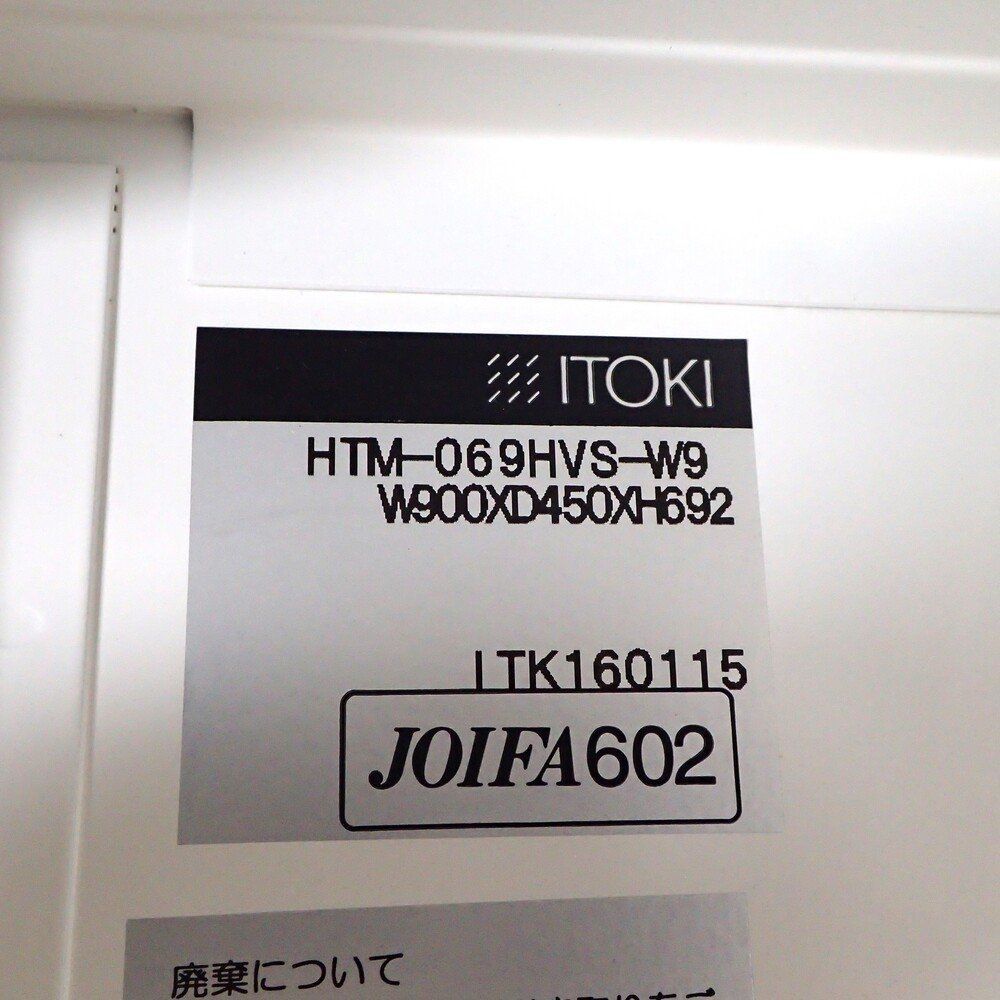 ITOKI
HTM-069HVS-W9
W900XD450XH692
ITK160115
JOIFA602
廃棄について